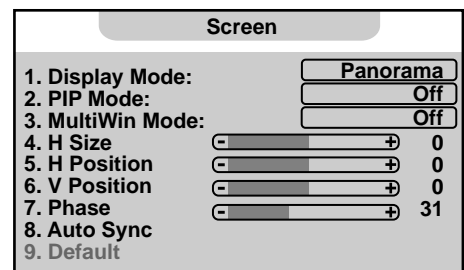 Screen
1. Display Mode: Panorama
2. PIP Mode: Off
3. MultiWin Mode: Off
4. H Size - + 0
5. H Position - + 0
6. V Position - + 0
7. Phase - + 31
8. Auto Sync
9. Default